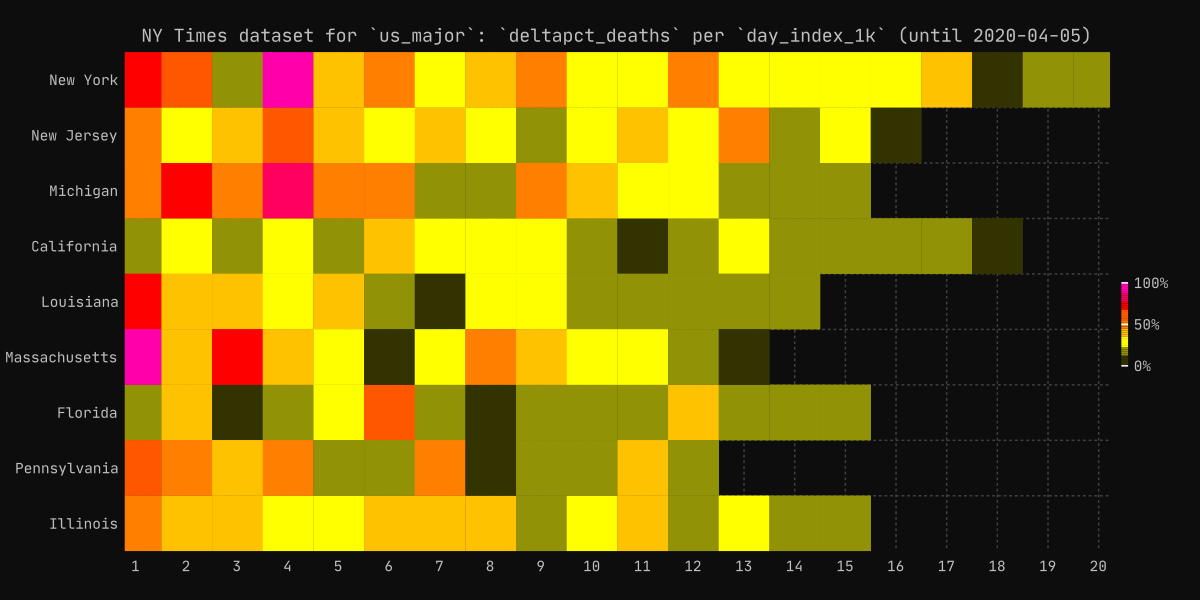 NY Times dataset for `us_major`: `deltapct_deaths` per `day_index_1k` (until 2020-04-05)
New York
New Jersey
Michigan
California
Louisiana
Massachusetts
Florida
Pennsylvania
Illinois
100%
50%
0%
1 2 3 4 5 6 7 8 9 10 11 12 13 14 15 16 17 18 19 20